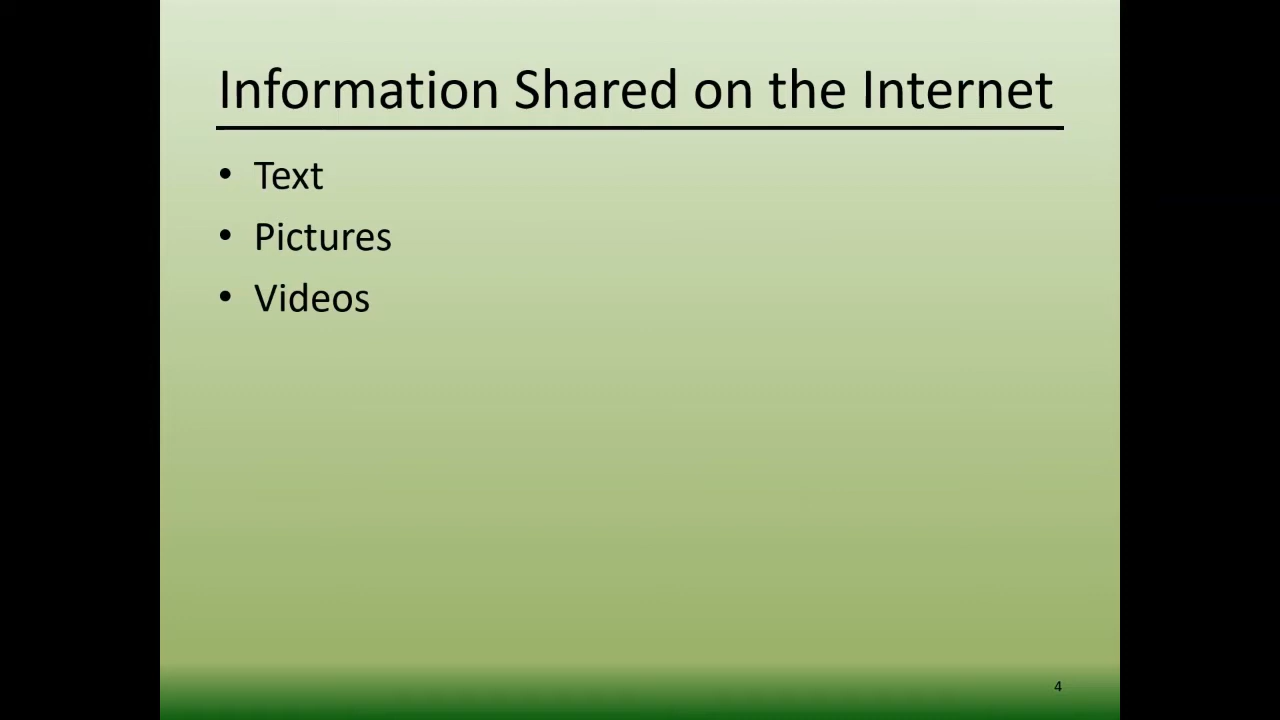 Information Shared on the Internet
• Text
• Pictures
• Videos
4